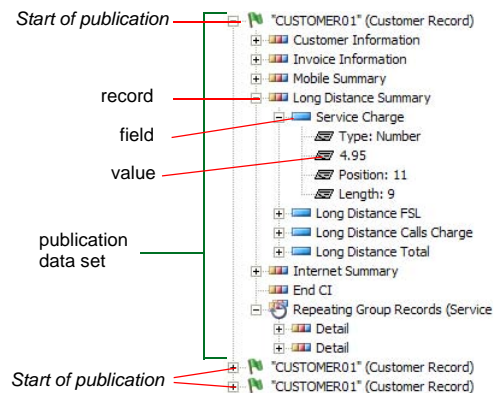 Start of publication
"CUSTOMER01" (Customer Record)
Customer Information
Invoice Information
Mobile Summary
record
Long Distance Summary
field
Service Charge
Type: Number
value
4.95
Position: 11
Length: 9
Long Distance FSL
publication
data set
Long Distance Calls Charge
Long Distance Total
Internet Summary
End CI
Repeating Group Records (Service
Detail
Detail
Start of publication
"CUSTOMER01" (Customer Record)
"CUSTOMER01" (Customer Record)